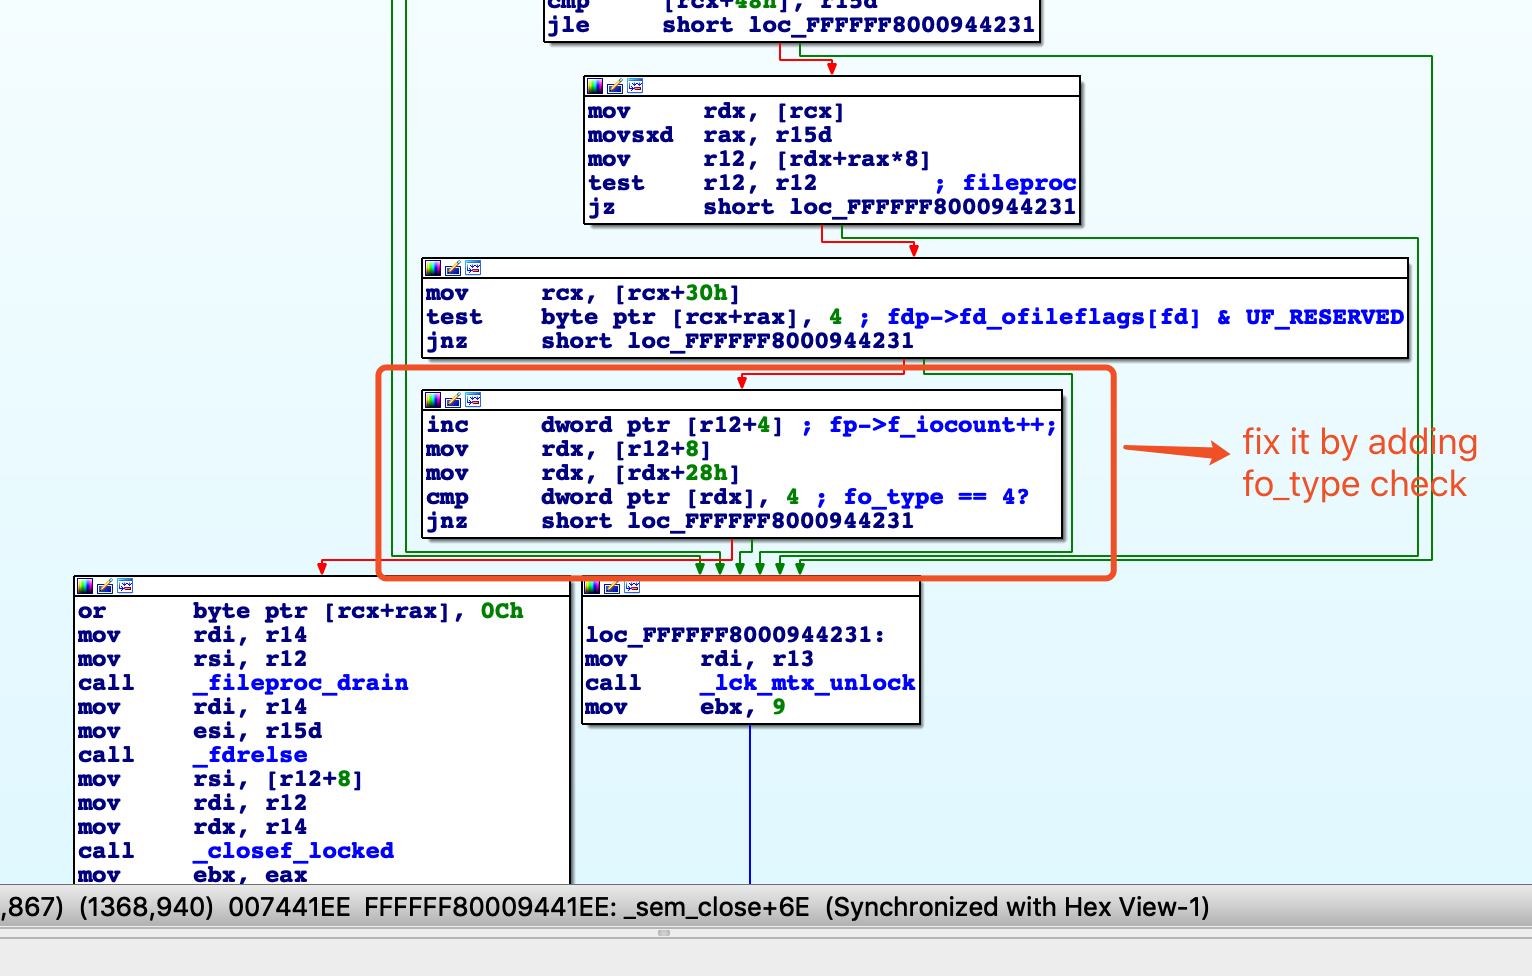 cmp [rcx+48h], r15d
jle short loc_FFFFFF8000944231
mov rdx, [rcx]
movsxd rax, r15d
mov r12, [rdx+rax*8]
test r12, r12 ; fileproc
jz short loc_FFFFFF8000944231
mov rcx, [rcx+30h]
test byte ptr [rcx+rax], 4 ; fdp->fd_ofileflags[fd] & UF_RESERVED
jnz short loc_FFFFFF8000944231
inc dword ptr [r12+4] ; fp->f_iocount++;
mov rdx, [r12+8]
mov rdx, [rdx+28h]
cmp dword ptr [rdx], 4 ; fo_type == 4?
jnz short loc_FFFFFF8000944231
fix it by adding
fo_type check
or byte ptr [rcx+rax], 0Ch
mov rdi, r14
mov rsi, r12
call _fileproc_drain
mov rdi, r14
mov esi, r15d
call _fdrelse
mov rsi, [r12+8]
mov rdi, r12
mov rdx, r14
call _closef_locked
mov ebx, eax
loc_FFFFFF8000944231:
mov rdi, r13
call _lck_mtx_unlock
mov ebx, 9
,867) (1368,940) 007441EE FFFFFF80009441EE: _sem_close+6E (Synchronized with Hex View-1)